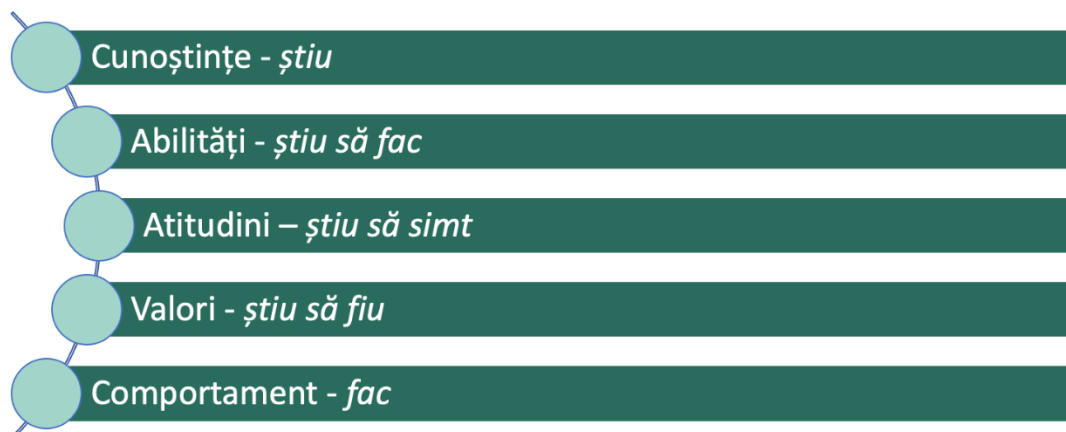 Cunoștințe - știu
Abilități - știu să fac
Atitudini – știu să simt
Valori - știu să fiu
Comportament - fac